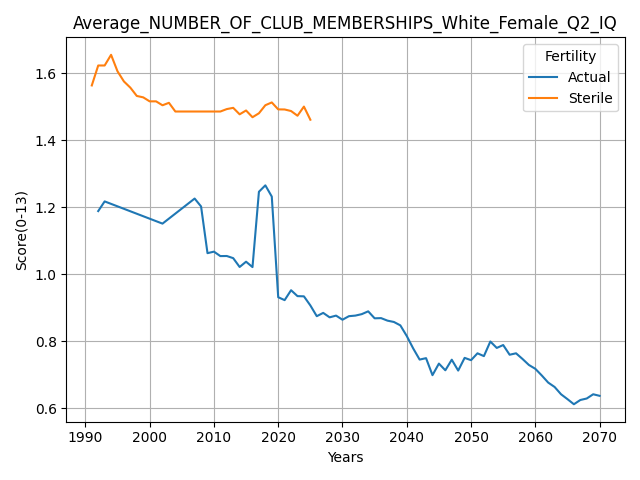 Average_NUMBER_OF_CLUB_MEMBERSHIPS_White_Female_Q2_IQ
Fertility
Actual
Sterile
Score(0-13)
1.6
1.4
1.2
1.0
0.8
0.6
1990 2000 2010 2020 2030 2040 2050 2060 2070
Years